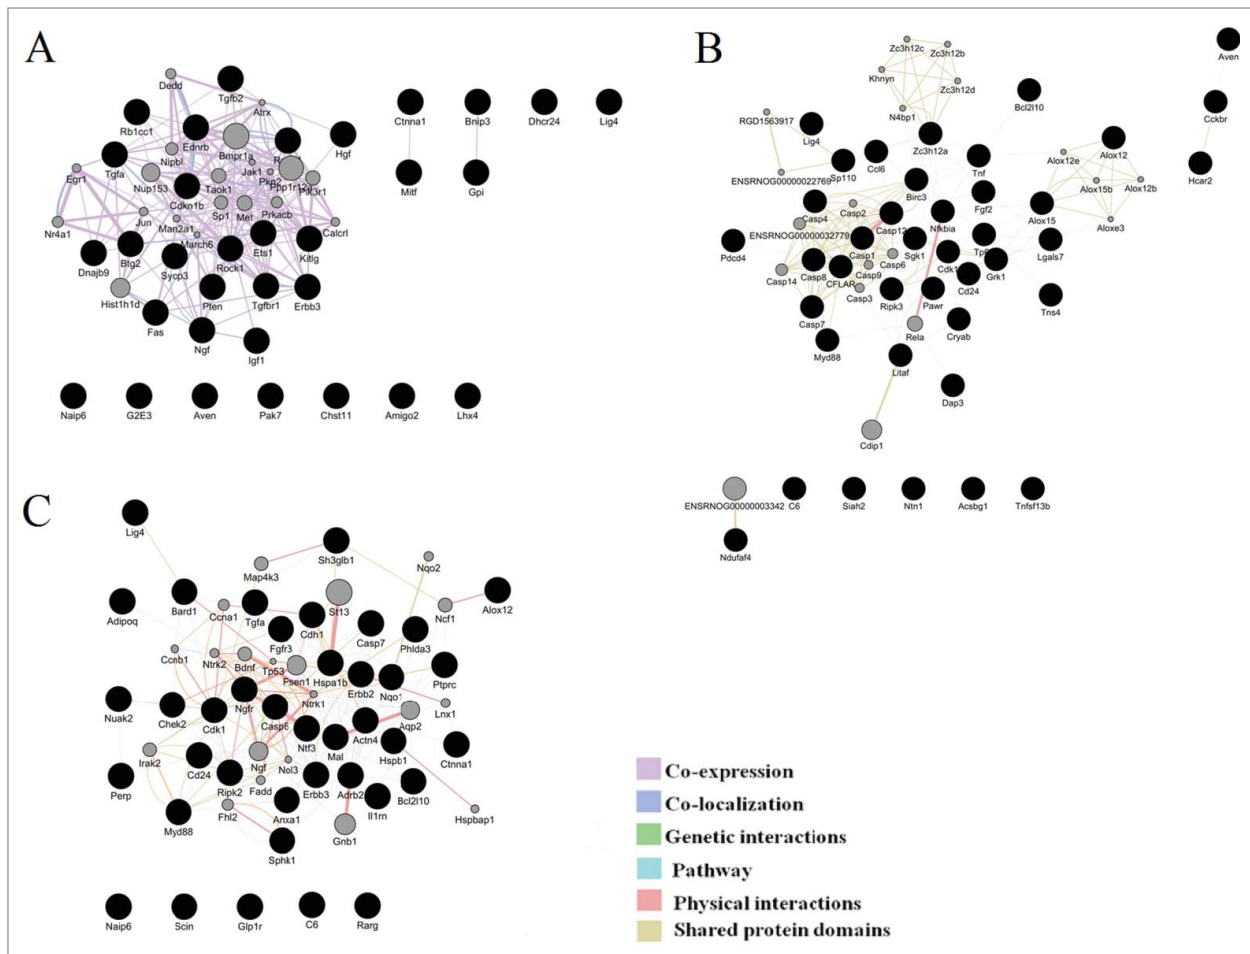 A
Dedd
Tgfb2
Atrx
Rb1cc1
Ednrb
Bmpr1a
Hgf
Tgfa
Nipbl
Jak1
Pkn2
Ppp1r12a
Pik3r1
Egr1
Nup153
Taok1
Cdkn1b
Sp1
Met
Prkacb
Jun
Man2a1
Nr4a1
March6
Calcrl
Ets1
Kitlg
Dnajb9
Btg2
Sycp3
Rock1
Hist1h1d
Pten
Tgfbr1
Erbb3
Fas
Ngf
Igf1
Ctnna1
Bnip3
Dhcr24
Lig4
Mitf
Gpi
Naip6
G2E3
Aven
Pak7
Chst11
Amigo2
Lhx4
B
Zc3h12c
Zc3h12b
Khnyn
Zc3h12d
N4bp1
Zc3h12a
Bcl2l10
Aven
Cckbr
Hcar2
RGD1563917
Lig4
Sp110
ENSRNOG00000022769
Ccl6
Tnf
Alox12e
Alox12
Alox15b
Alox12b
Alox15
Aloxe3
Birc3
Fgf2
Casp4
Casp2
Casp12
Nfkbia
ENSRNOG00000032779
Pdcd4
Casp1
Sgk1
Casp6
Cdk1
Grk1
Lgals7
Casp14
Casp8
CFLAR
Casp9
Cd24
Casp3
Ripk3
Pawr
Tns4
Casp7
Rela
Cryab
Myd88
Litaf
Dap3
Cdip1
ENSRNOG00000003342
C6
Siah2
Ntn1
Acsbg1
Tnfsf13b
Ndufaf4
C
Lig4
Sh3glb1
Map4k3
Nqo2
Adipoq
Bard1
Ccna1
Tgfa
St13
Ncf1
Alox12
Fgfr3
Cdh1
Casp7
Phlda3
Ccnb1
Ntrk2
Bdnf
Tp53
Psen1
Hspa1b
Erbb2
Nqo1
Ptprc
Nuak2
Chek2
Cdk1
Ngfr
Ntrk1
Lnx1
Aqp2
Ntf3
Mal
Actn4
Hspb1
Ctnna1
Irak2
Cd24
Ngf
Nol3
Perp
Ripk2
Fadd
Erbb3
Adrb2
Il1rn
Bcl2l10
Myd88
Fhl2
Anxa1
Gnb1
Hspbap1
Sphk1
Naip6
Scin
Glp1r
C6
Rarg
Co-expression
Co-localization
Genetic interactions
Pathway
Physical interactions
Shared protein domains